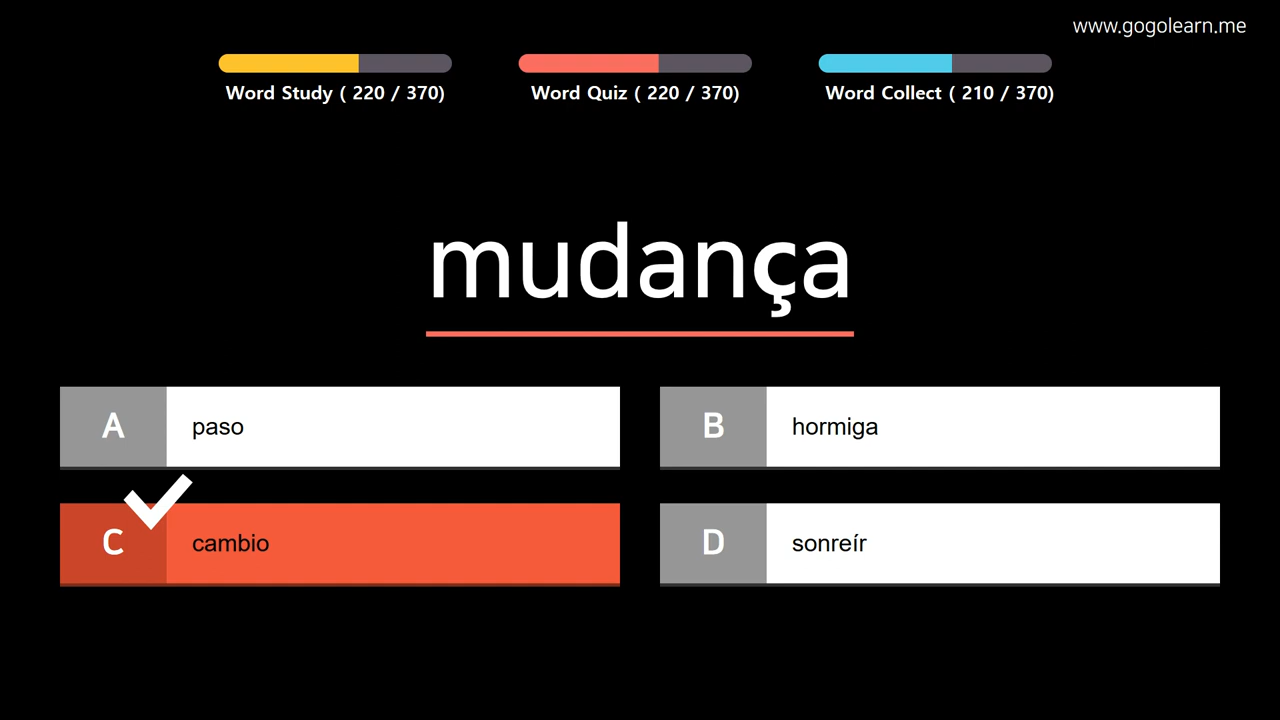 www.gogolearn.me
Word Study ( 220 / 370)
Word Quiz ( 220 / 370)
Word Collect ( 210 / 370)
mudança
A paso
B hormiga
C cambio
D sonreír